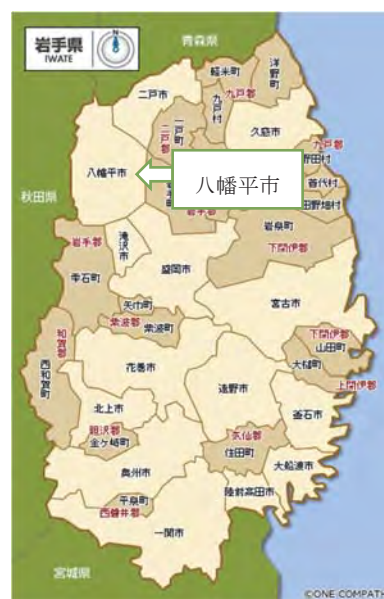 岩手県
IWATE
青森県
洋野町
軽米町
二戸市
九戸村
九戸郡
一戸町
二戸郡
久慈市
九戸郡
野田村
普代村
田野畑村
八幡平市
八幡平市
秋田県
岩手郡
岩手郡
岩泉町
下閉伊郡
滝沢市
雫石町
盛岡市
宮古市
矢巾町
紫波郡
紫波町
下閉伊郡
山田町
大槌町
上閉伊郡
和賀郡
西和賀町
花巻市
遠野市
釜石市
北上市
胆沢郡
金ケ崎町
気仙郡
住田町
大船渡市
奥州市
陸前高田市
平泉町
西磐井郡
一関市
宮城県
©ONE COMPATH